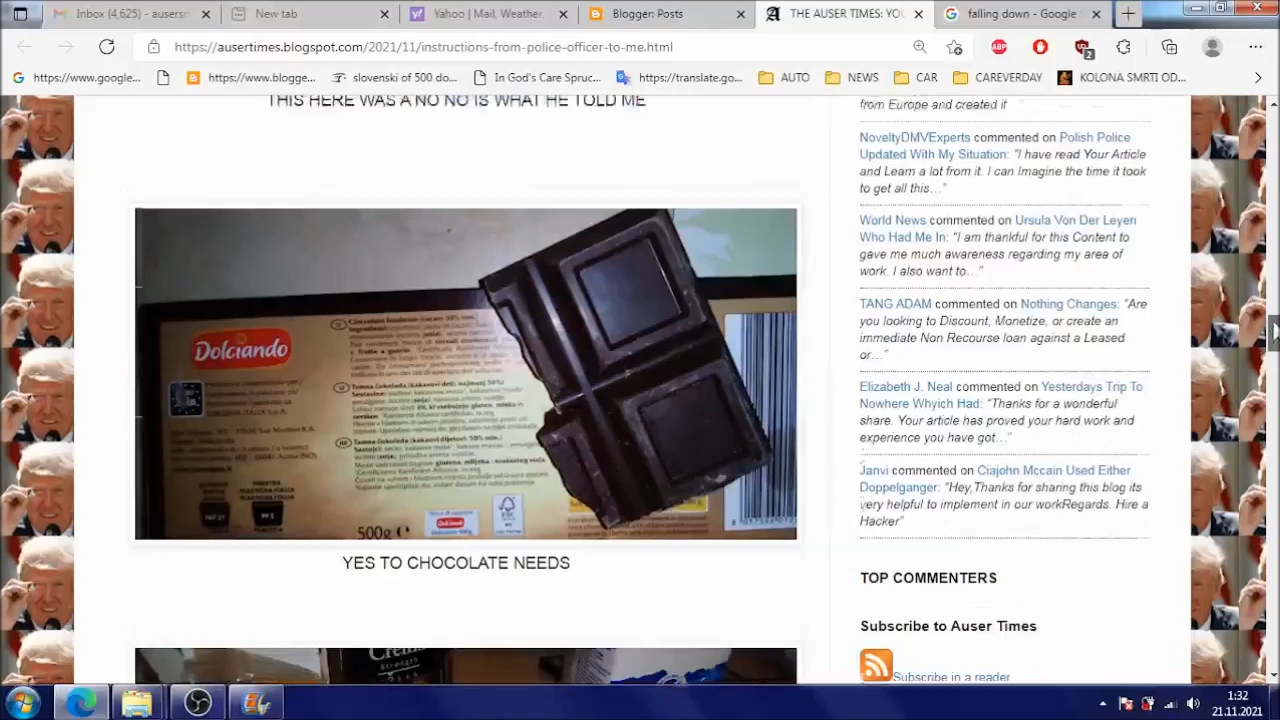 Inbox (4,625) - ausersm
New tab
Yahoo | Mail, Weather,
Blogger: Posts
THE AUSER TIMES: YOU
falling down - Google S
https://ausertimes.blogspot.com/2021/11/instructions-from-police-officer-to-me.html
ABP
2
https://www.google...
https://www.blogge...
slovenski of 500 do...
In God's Care Spruc...
https://translate.go...
AUTO
NEWS
CAR
CAREVERDAY
KOLONA SMRTI OD...
THIS HERE WAS A NO NO IS WHAT HE TOLD ME
Dolciando
500g
YES TO CHOCOLATE NEEDS
Crema
Strength
from Europe and created it
NoveltyDMVExperts commented on Polish Police
Updated With My Situation: “I have read Your Article
and Learn a lot from it. I can Imagine the time it took
to get all this…”
World News commented on Ursula Von Der Leyen
Who Had Me In: “I am thankful for this Content to
gave me much awareness regarding my area of
work. I also want to…”
TANG ADAM commented on Nothing Changes: “Are
you looking to Discount, Monetize, or create an
immediate Non Recourse loan against a Leased
or…”
Elizabeth J. Neal commented on Yesterdays Trip To
Nowhere Whyich Had: “Thanks for a wonderful
share. Your article has proved your hard work and
experience you have got…”
Janvi commented on Ciajohn Mccain Used Either
Doppelganger: “Hey,Thanks for sharing this blog its
very helpful to implement in our workRegards. Hire a
Hacker”
TOP COMMENTERS
Subscribe to Auser Times
Subscribe in a reader
1:32
21.11.2021